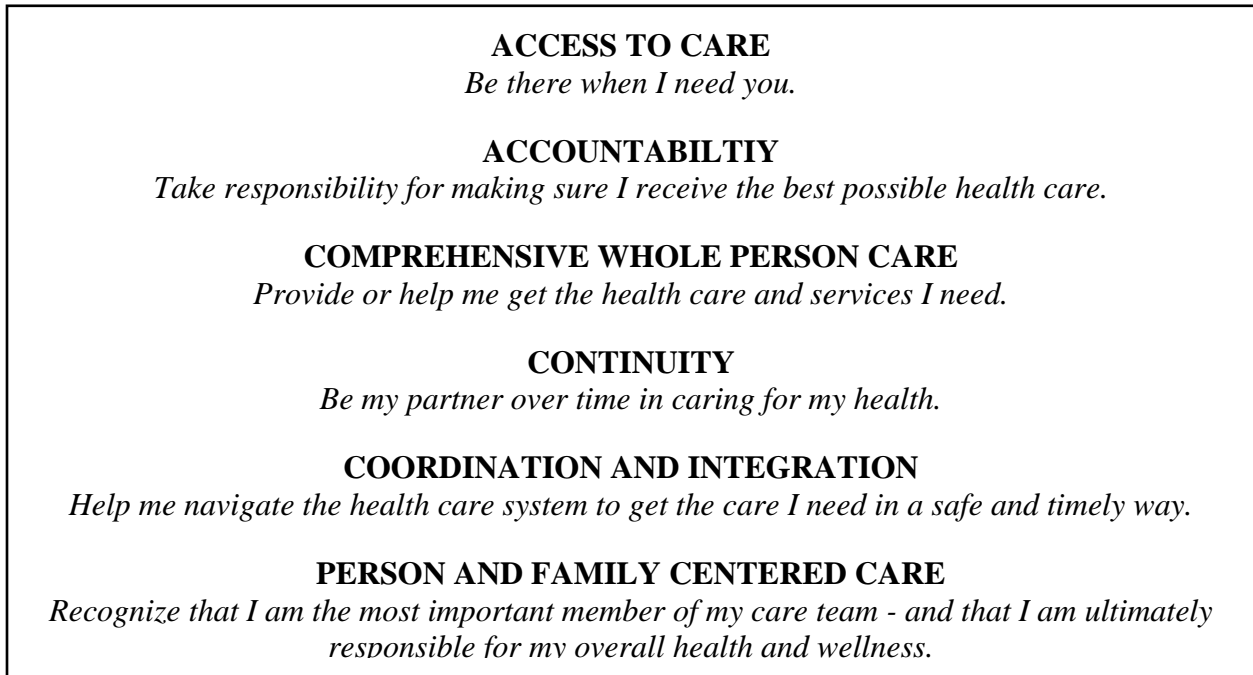 ACCESS TO CARE
Be there when I need you.
ACCOUNTABILTIY
Take responsibility for making sure I receive the best possible health care.
COMPREHENSIVE WHOLE PERSON CARE
Provide or help me get the health care and services I need.
CONTINUITY
Be my partner over time in caring for my health.
COORDINATION AND INTEGRATION
Help me navigate the health care system to get the care I need in a safe and timely way.
PERSON AND FAMILY CENTERED CARE
Recognize that I am the most important member of my care team - and that I am ultimately
responsible for my overall health and wellness.